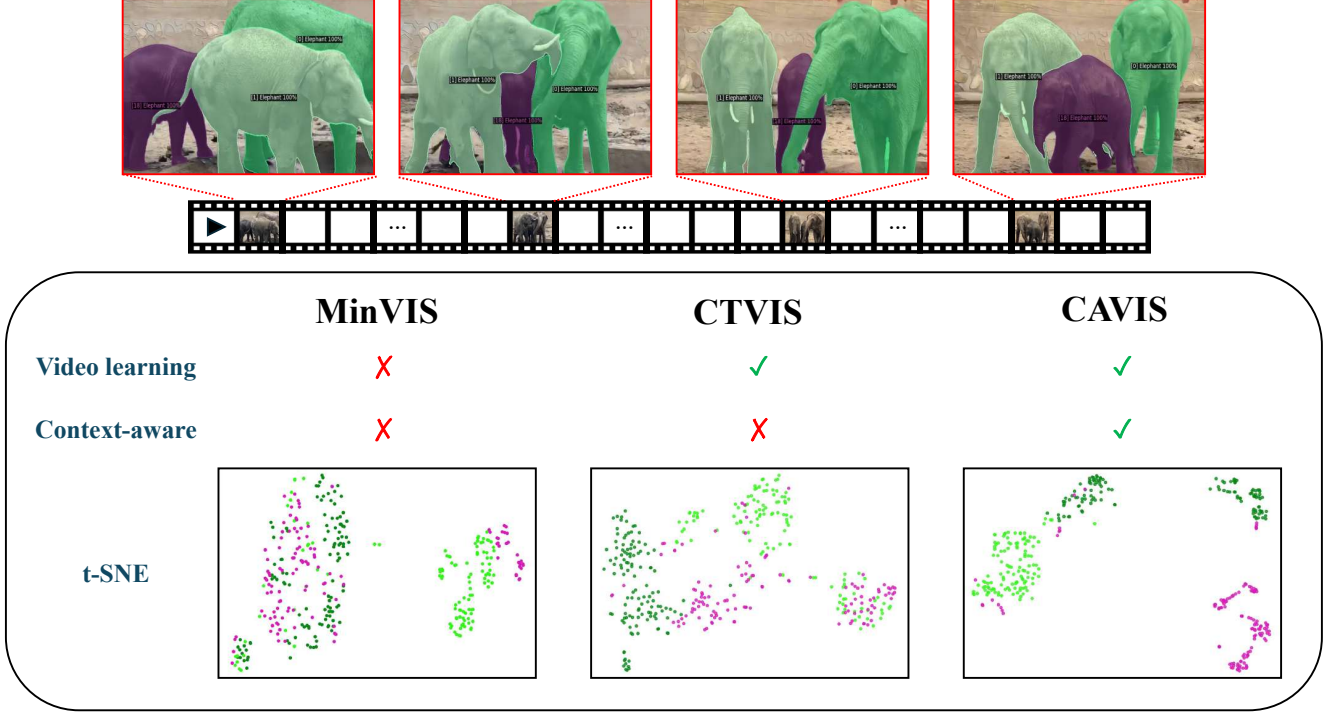 [0] Elephant 100%
[18] Elephant 100%
[1] Elephant 100%
[1] Elephant 100%
[0] Elephant 100%
[18] Elephant 100%
[1] Elephant 100%
[0] Elephant 100%
[18] Elephant 100%
[0] Elephant 100%
[1] Elephant 100%
[18] Elephant 100%
... ... ...
MinVIS CTVIS CAVIS
Video learning ✗ ✓ ✓
Context-aware ✗ ✗ ✓
t-SNE